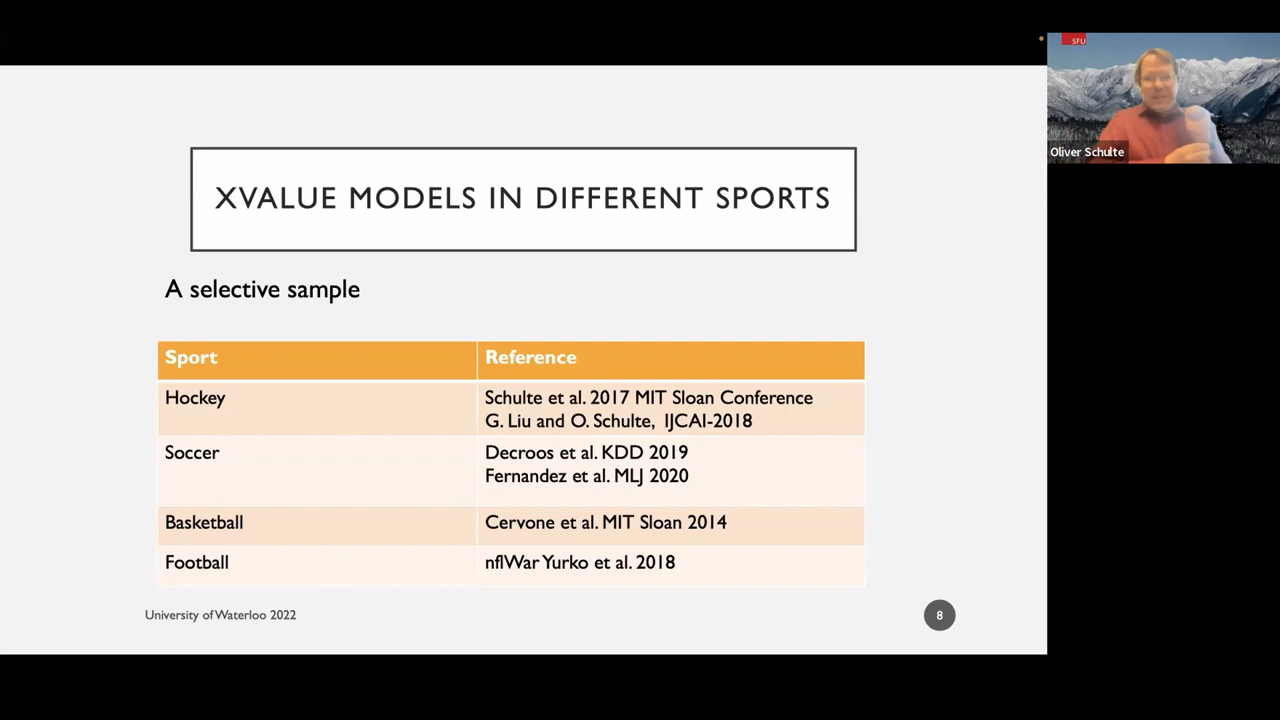 SFU
Oliver Schulte
XVALUE MODELS IN DIFFERENT SPORTS
A selective sample
Sport Reference
Hockey Schulte et al. 2017 MIT Sloan Conference
G. Liu and O. Schulte, IJCAI-2018
Soccer Decroos et al. KDD 2019
Fernandez et al. MLJ 2020
Basketball Cervone et al. MIT Sloan 2014
Football nflWar Yurko et al. 2018
University of Waterloo 2022 8